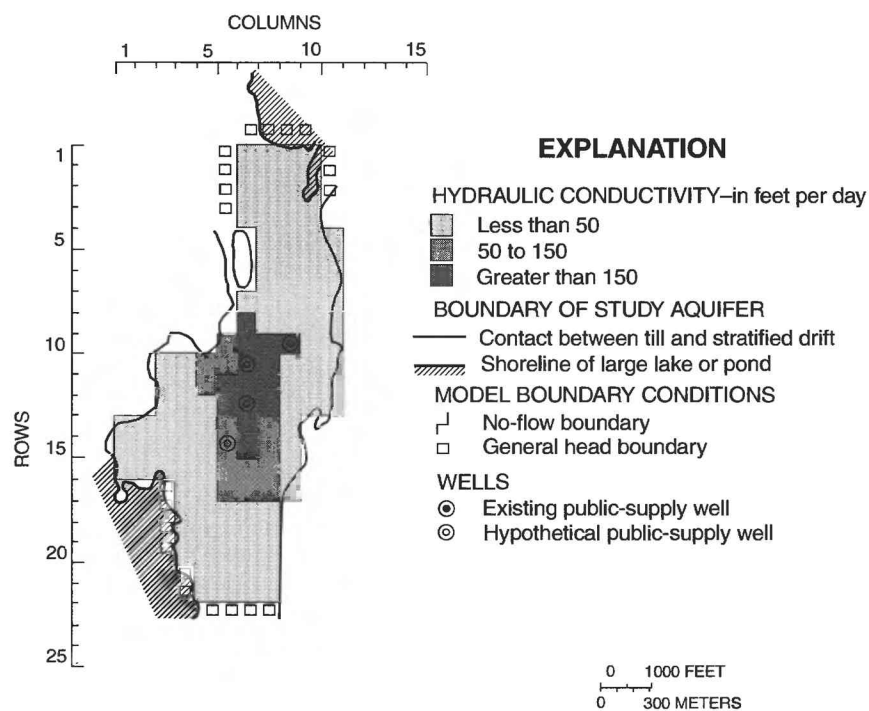 COLUMNS
1 5 10 15
ROWS
1
5
10
15
20
25
EXPLANATION
HYDRAULIC CONDUCTIVITY–in feet per day
Less than 50
50 to 150
Greater than 150
BOUNDARY OF STUDY AQUIFER
Contact between till and stratified drift
Shoreline of large lake or pond
MODEL BOUNDARY CONDITIONS
No-flow boundary
General head boundary
WELLS
Existing public-supply well
Hypothetical public-supply well
0 1000 FEET
0 300 METERS